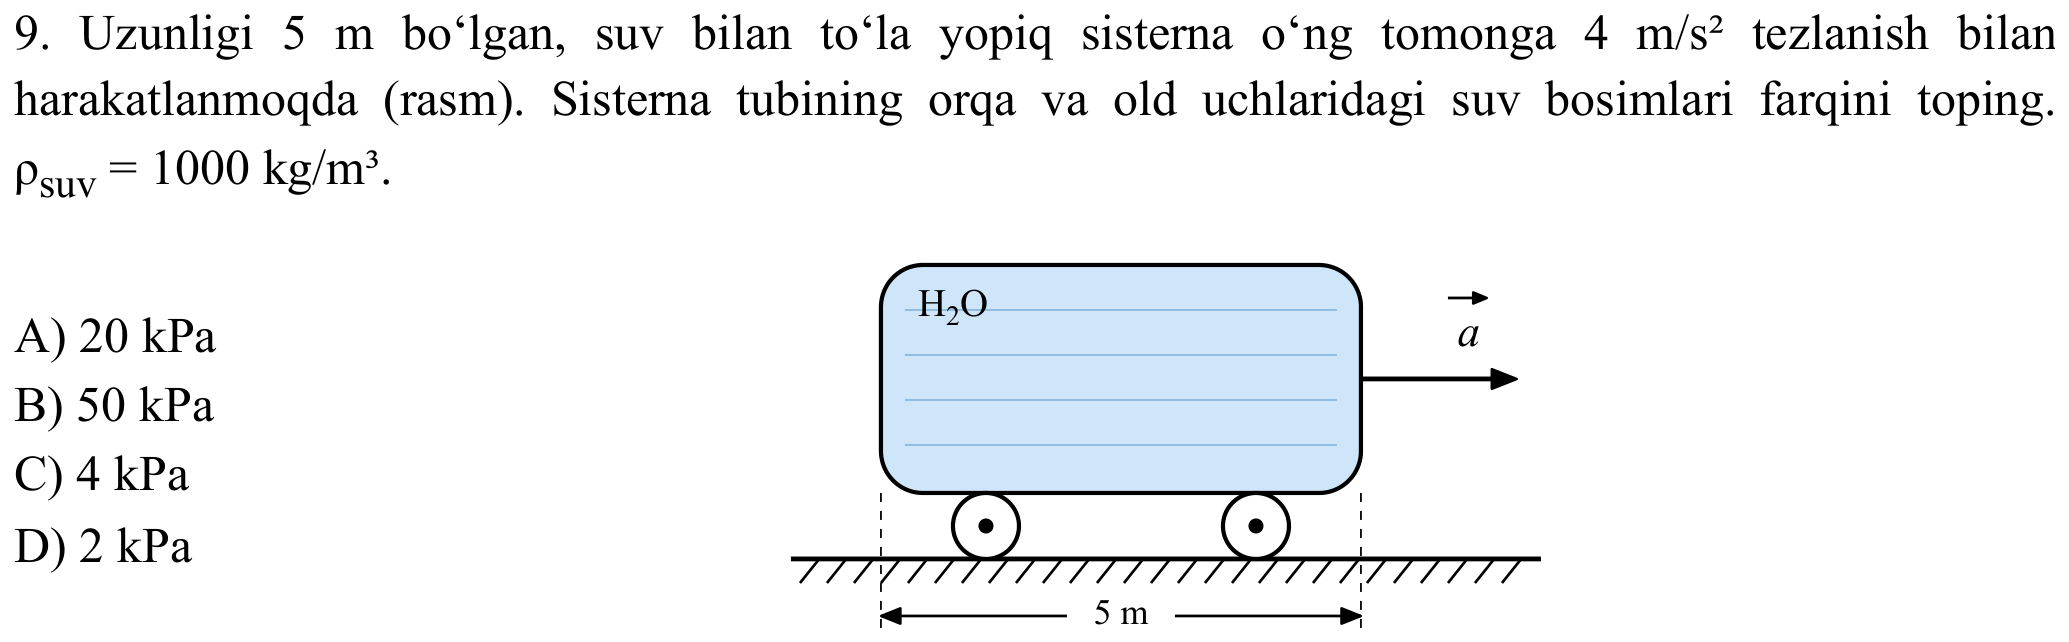 9. Uzunligi 5 m bo‘lgan, suv bilan to‘la yopiq sisterna o‘ng tomonga 4 m/s² tezlanish bilan
harakatlanmoqda (rasm). Sisterna tubining orqa va old uchlaridagi suv bosimlari farqini toping.
ρsuv = 1000 kg/m³.
H₂O
a
A) 20 kPa
B) 50 kPa
C) 4 kPa
D) 2 kPa
5 m